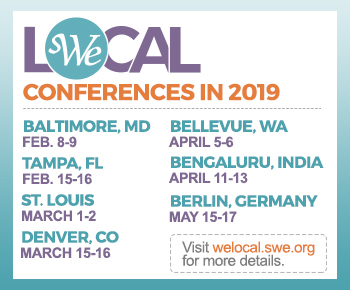 LSWeCAL
CONFERENCES IN 2019
BALTIMORE, MD
FEB. 8-9
TAMPA, FL
FEB. 15-16
ST. LOUIS
MARCH 1-2
DENVER, CO
MARCH 15-16
BELLEVUE, WA
APRIL 5-6
BENGALURU, INDIA
APRIL 11-13
BERLIN, GERMANY
MAY 15-17
Visit welocal.swe.org
for more details.